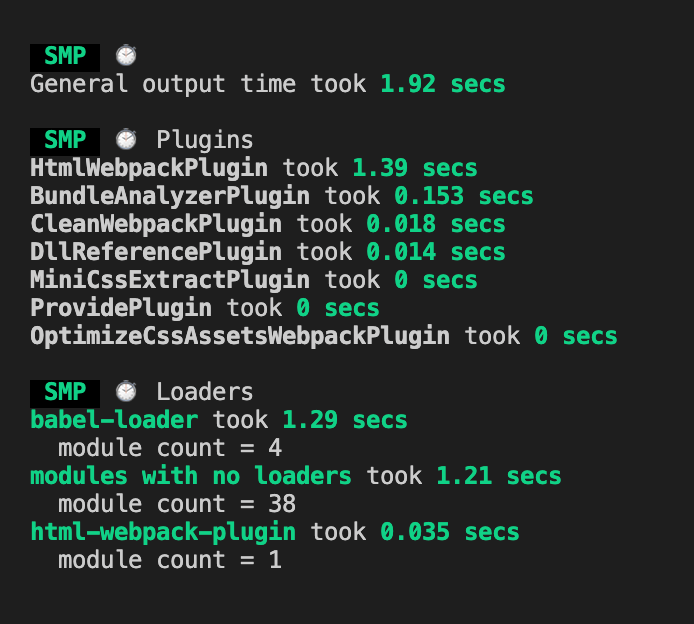 SMP ⏱
General output time took 1.92 secs
SMP ⏱ Plugins
HtmlWebpackPlugin took 1.39 secs
BundleAnalyzerPlugin took 0.153 secs
CleanWebpackPlugin took 0.018 secs
DllReferencePlugin took 0.014 secs
MiniCssExtractPlugin took 0 secs
ProvidePlugin took 0 secs
OptimizeCssAssetsWebpackPlugin took 0 secs
SMP ⏱ Loaders
babel-loader took 1.29 secs
module count = 4
modules with no loaders took 1.21 secs
module count = 38
html-webpack-plugin took 0.035 secs
module count = 1